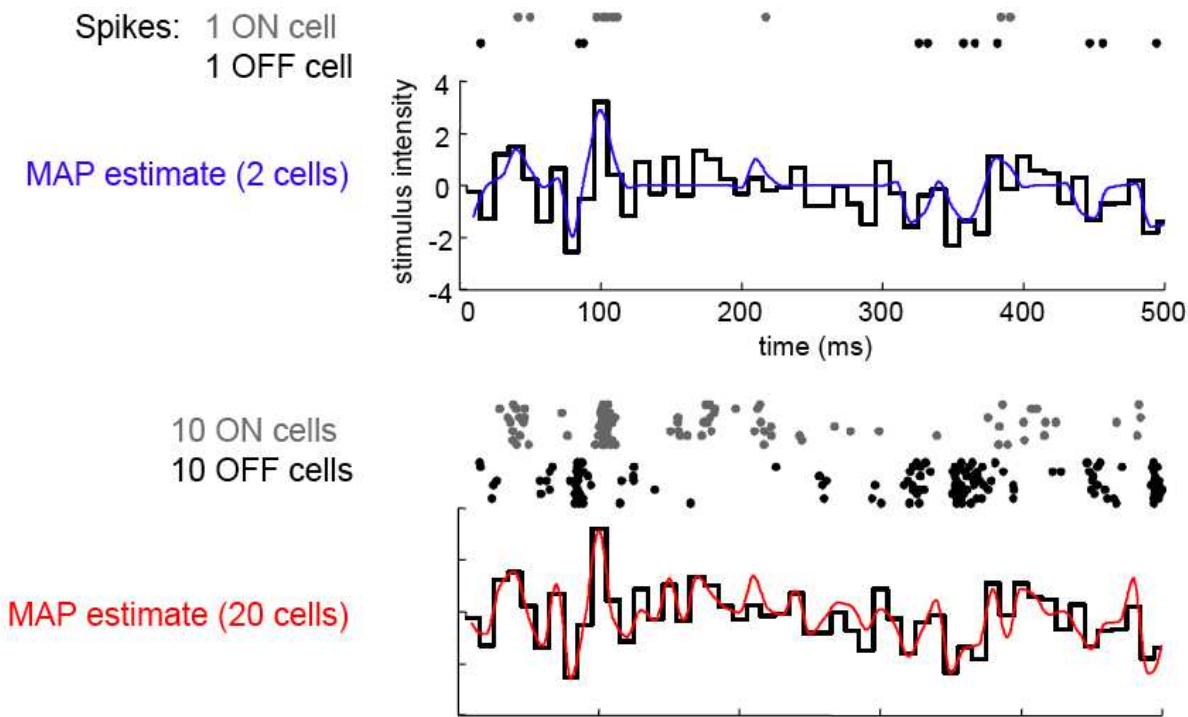 Spikes: 1 ON cell
1 OFF cell
MAP estimate (2 cells)
stimulus intensity
4
2
0
-2
-4
0 100 200 300 400 500
time (ms)
10 ON cells
10 OFF cells
MAP estimate (20 cells)